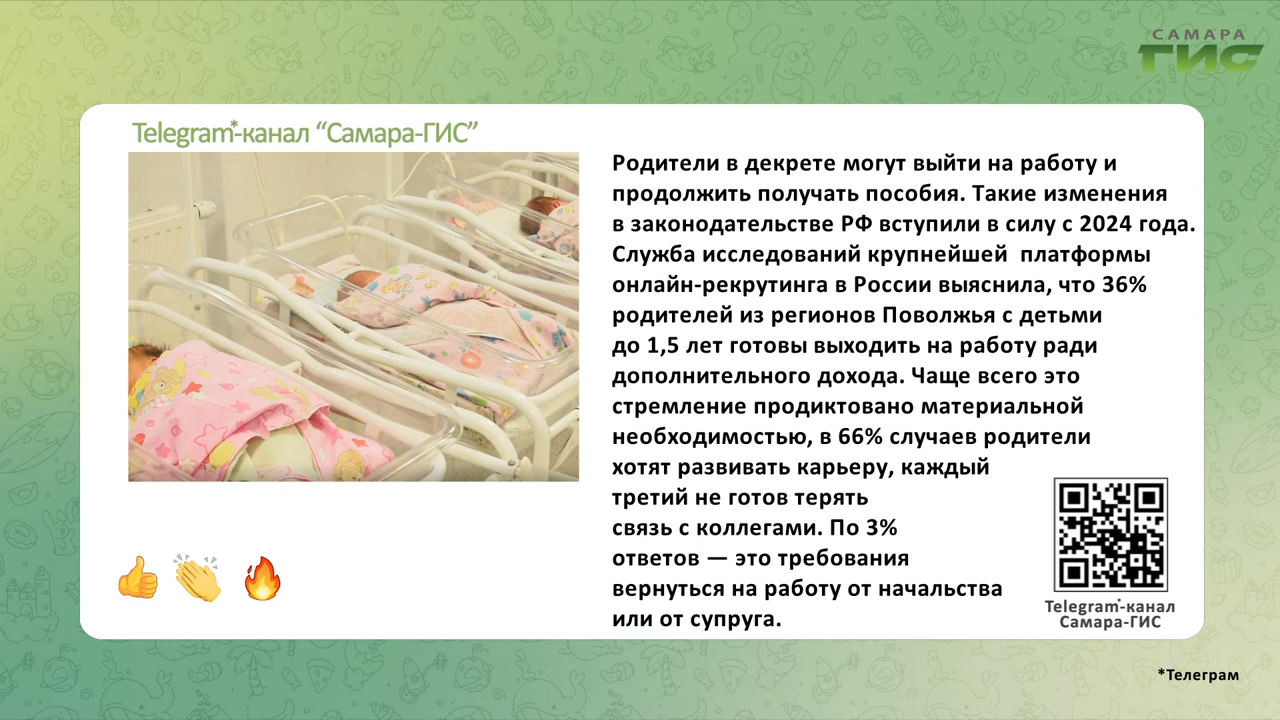 САМАРА
ГИС
Telegram*-канал “Самара-ГИС”
Родители в декрете могут выйти на работу и
продолжить получать пособия. Такие изменения
в законодательстве РФ вступили в силу с 2024 года.
Служба исследований крупнейшей платформы
онлайн-рекрутинга в России выяснила, что 36%
родителей из регионов Поволжья с детьми
до 1,5 лет готовы выходить на работу ради
дополнительного дохода. Чаще всего это
стремление продиктовано материальной
необходимостью, в 66% случаев родители
хотят развивать карьеру, каждый
третий не готов терять
связь с коллегами. По 3%
ответов — это требования
вернуться на работу от начальства
или от супруга.
Telegram*-канал
Самара-ГИС
*Телеграм